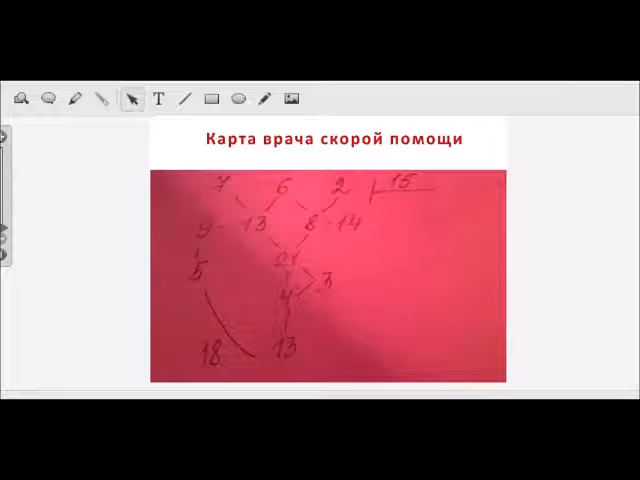 Карта врача скорой помощи
7 6 2 15
9 - 13 8 - 14
5 21
4 3
18 13